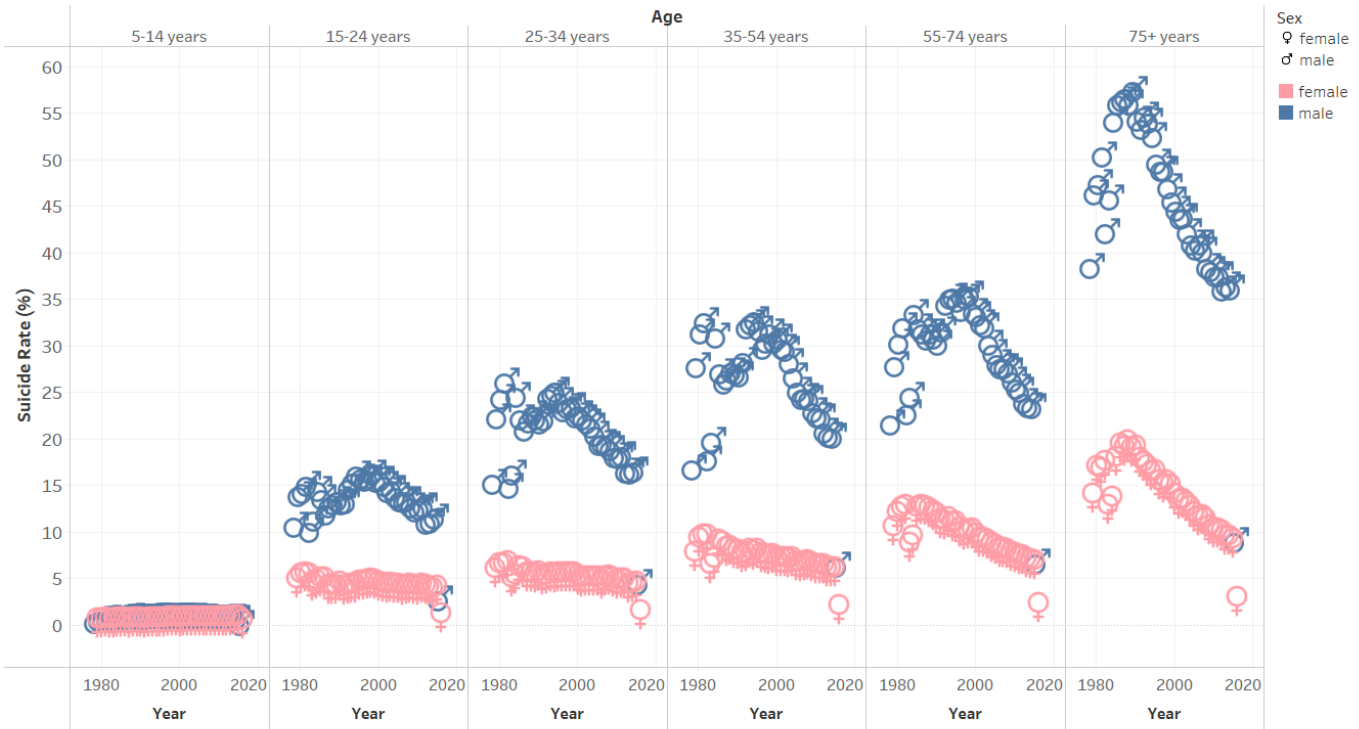 Age
5-14 years 15-24 years 25-34 years 35-54 years 55-74 years 75+ years
Sex
♀ female
♂ male
female
male
Suicide Rate (%)
60
55
50
45
40
35
30
25
20
15
10
5
0
1980 2000 2020 1980 2000 2020 1980 2000 2020 1980 2000 2020 1980 2000 2020 1980 2000 2020
Year Year Year Year Year Year